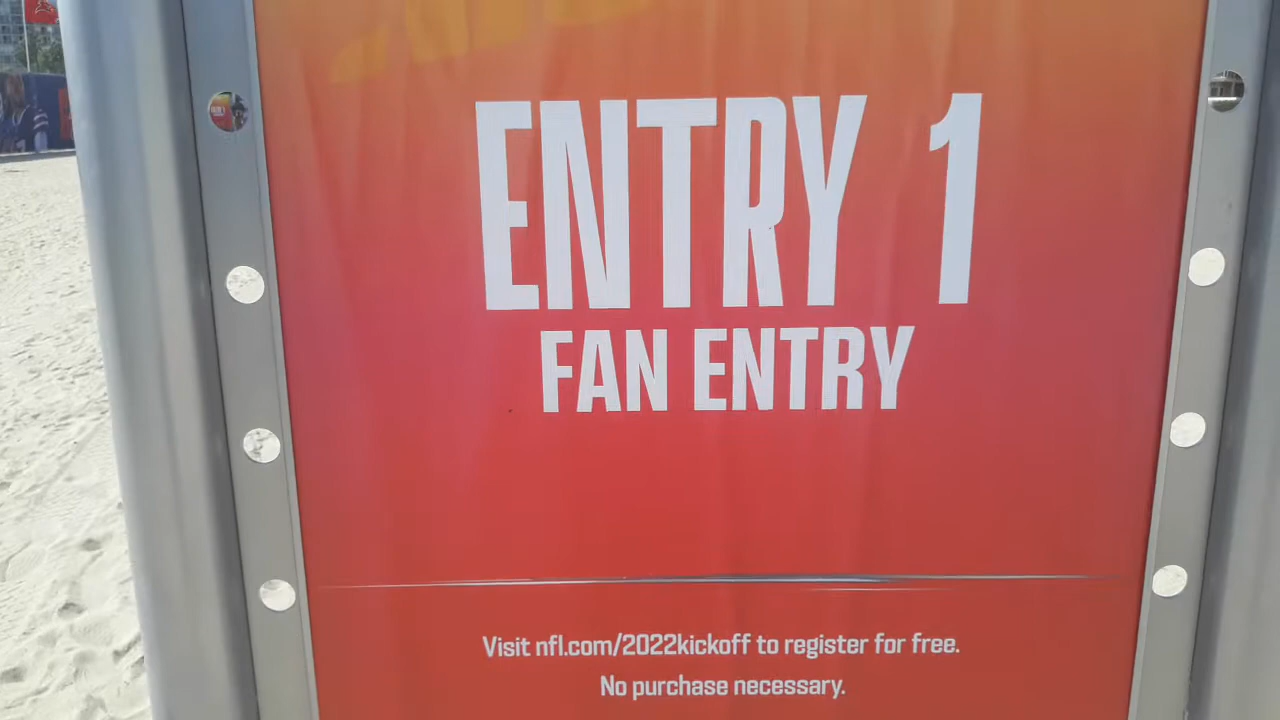 ENTRY 1
FAN ENTRY
Visit nfl.com/2022kickoff to register for free.
No purchase necessary.